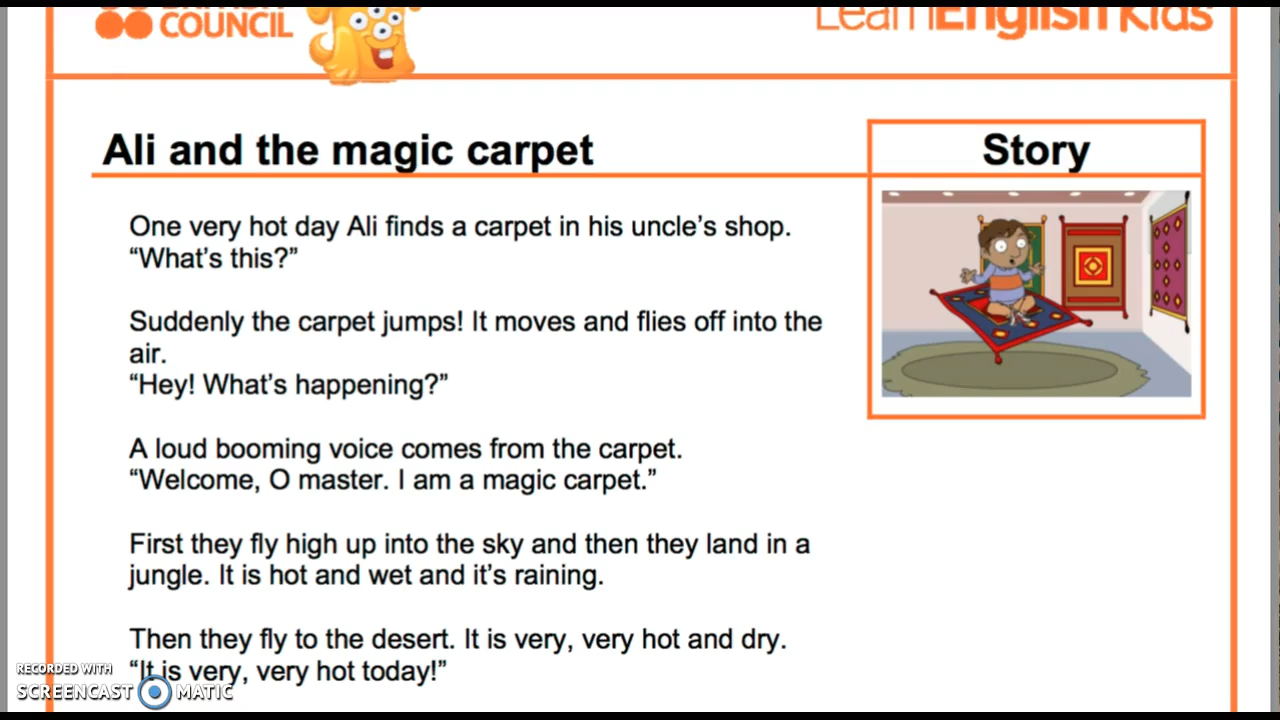 COUNCIL
LearnEnglish Kids
Ali and the magic carpet
Story
One very hot day Ali finds a carpet in his uncle’s shop.
“What’s this?”
Suddenly the carpet jumps! It moves and flies off into the
air.
“Hey! What’s happening?”
A loud booming voice comes from the carpet.
“Welcome, O master. I am a magic carpet.”
First they fly high up into the sky and then they land in a
jungle. It is hot and wet and it’s raining.
Then they fly to the desert. It is very, very hot and dry.
“It is very, very hot today!”
RECORDED WITH
SCREENCAST MATIC